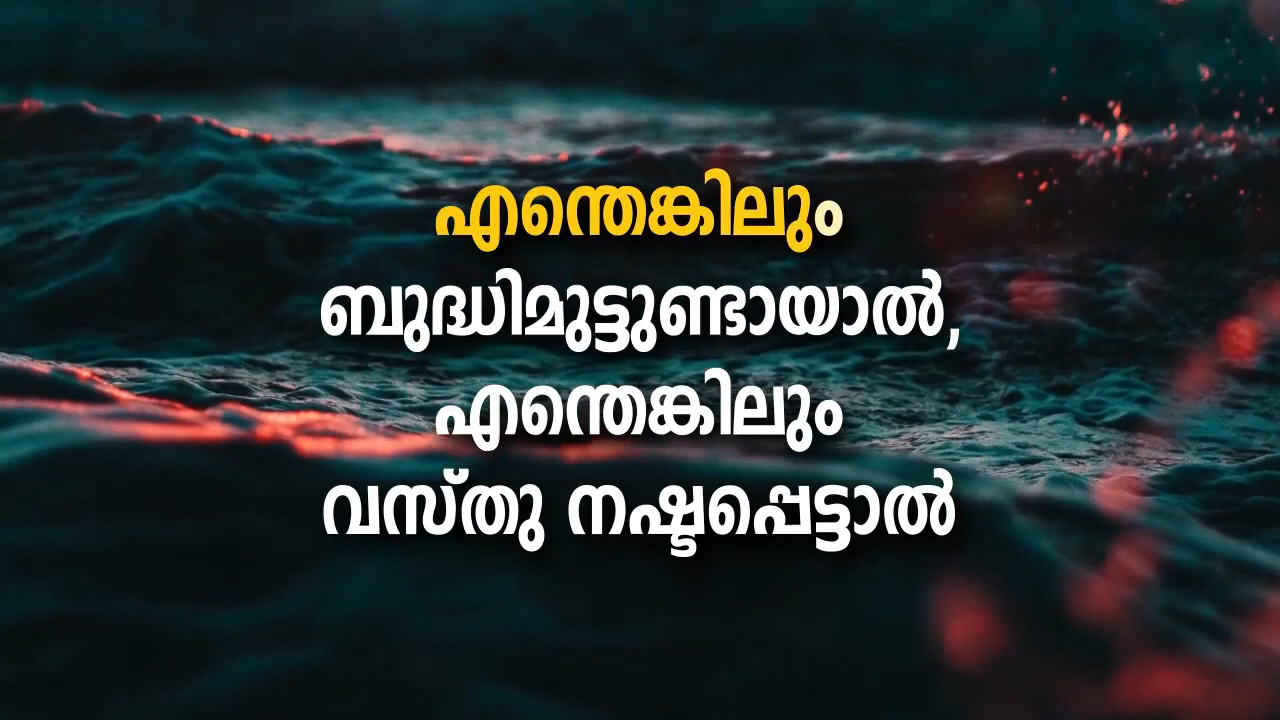 എന്തെങ്കിലും
ബുദ്ധിമുട്ടുണ്ടായാൽ,
എന്തെങ്കിലും
വസ്തു നഷ്ടപ്പെട്ടാൽ